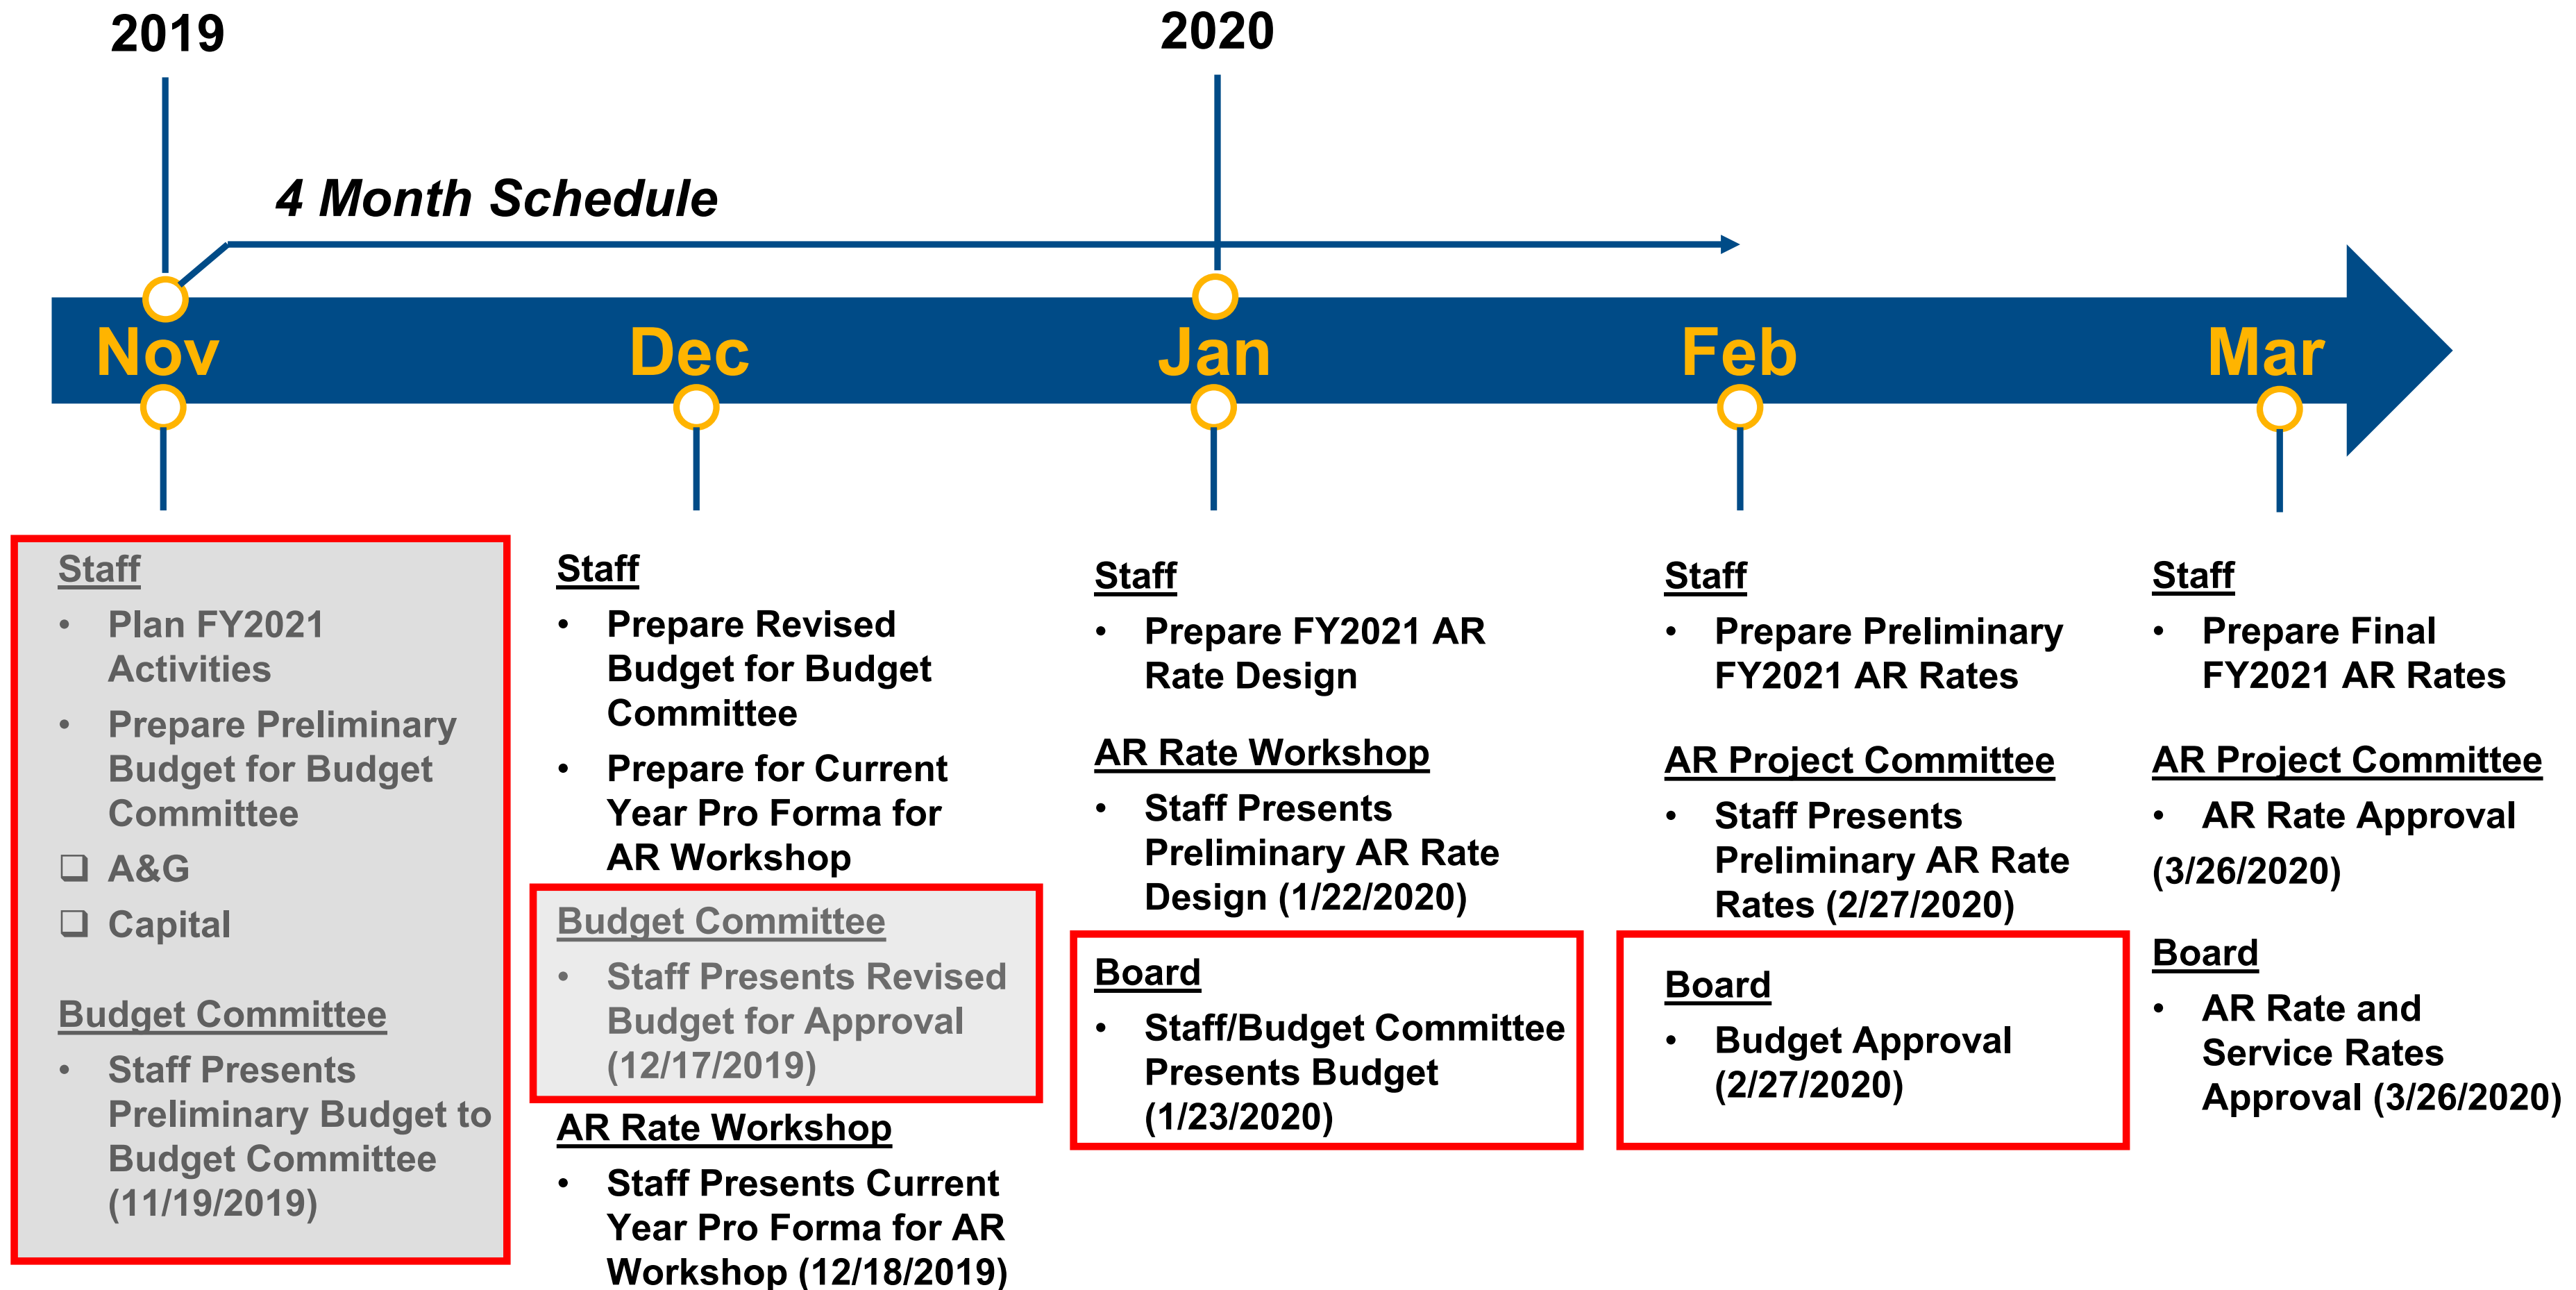 2019
2020
4 Month Schedule
Nov
Dec
Jan
Feb
Mar
Staff
• Plan FY2021
Activities
• Prepare Preliminary
Budget for Budget
Committee
❑ A&G
❑ Capital
Budget Committee
• Staff Presents
Preliminary Budget to
Budget Committee
(11/19/2019)
Staff
• Prepare Revised
Budget for Budget
Committee
• Prepare for Current
Year Pro Forma for
AR Workshop
Budget Committee
• Staff Presents Revised
Budget for Approval
(12/17/2019)
AR Rate Workshop
• Staff Presents Current
Year Pro Forma for AR
Workshop (12/18/2019)
Staff
• Prepare FY2021 AR
Rate Design
AR Rate Workshop
• Staff Presents
Preliminary AR Rate
Design (1/22/2020)
Board
• Staff/Budget Committee
Presents Budget
(1/23/2020)
Staff
• Prepare Preliminary
FY2021 AR Rates
AR Project Committee
• Staff Presents
Preliminary AR Rate
Rates (2/27/2020)
Board
• Budget Approval
(2/27/2020)
Staff
• Prepare Final
FY2021 AR Rates
AR Project Committee
• AR Rate Approval
(3/26/2020)
Board
• AR Rate and
Service Rates
Approval (3/26/2020)